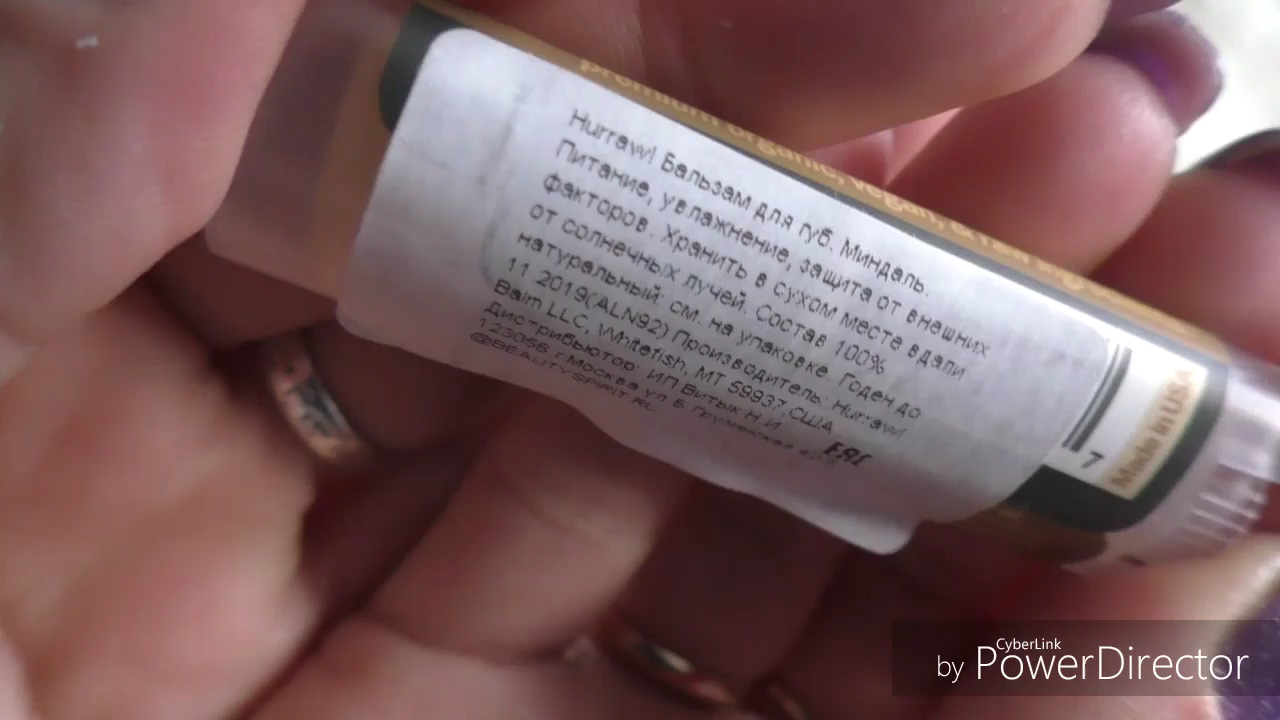 premium organic, vegan, &
Hurraw! Бальзам для губ. Миндаль.
Питание, увлажнение, защита от внешних
факторов. Хранить в сухом месте вдали
от солнечных лучей. Состав 100%
натуральный: см. на упаковке. Годен до
11.2019(ALN92) Производитель: Hurraw!
Balm LLC, Whitefish, MT 59937 США
Дистрибьютор: ИП Витык Н.И.
123056, г.Москва ул. Б. Грузинская
@BEAUTYSPIRIT.RU
EAC
7
Made in USA
by CyberLink PowerDirector